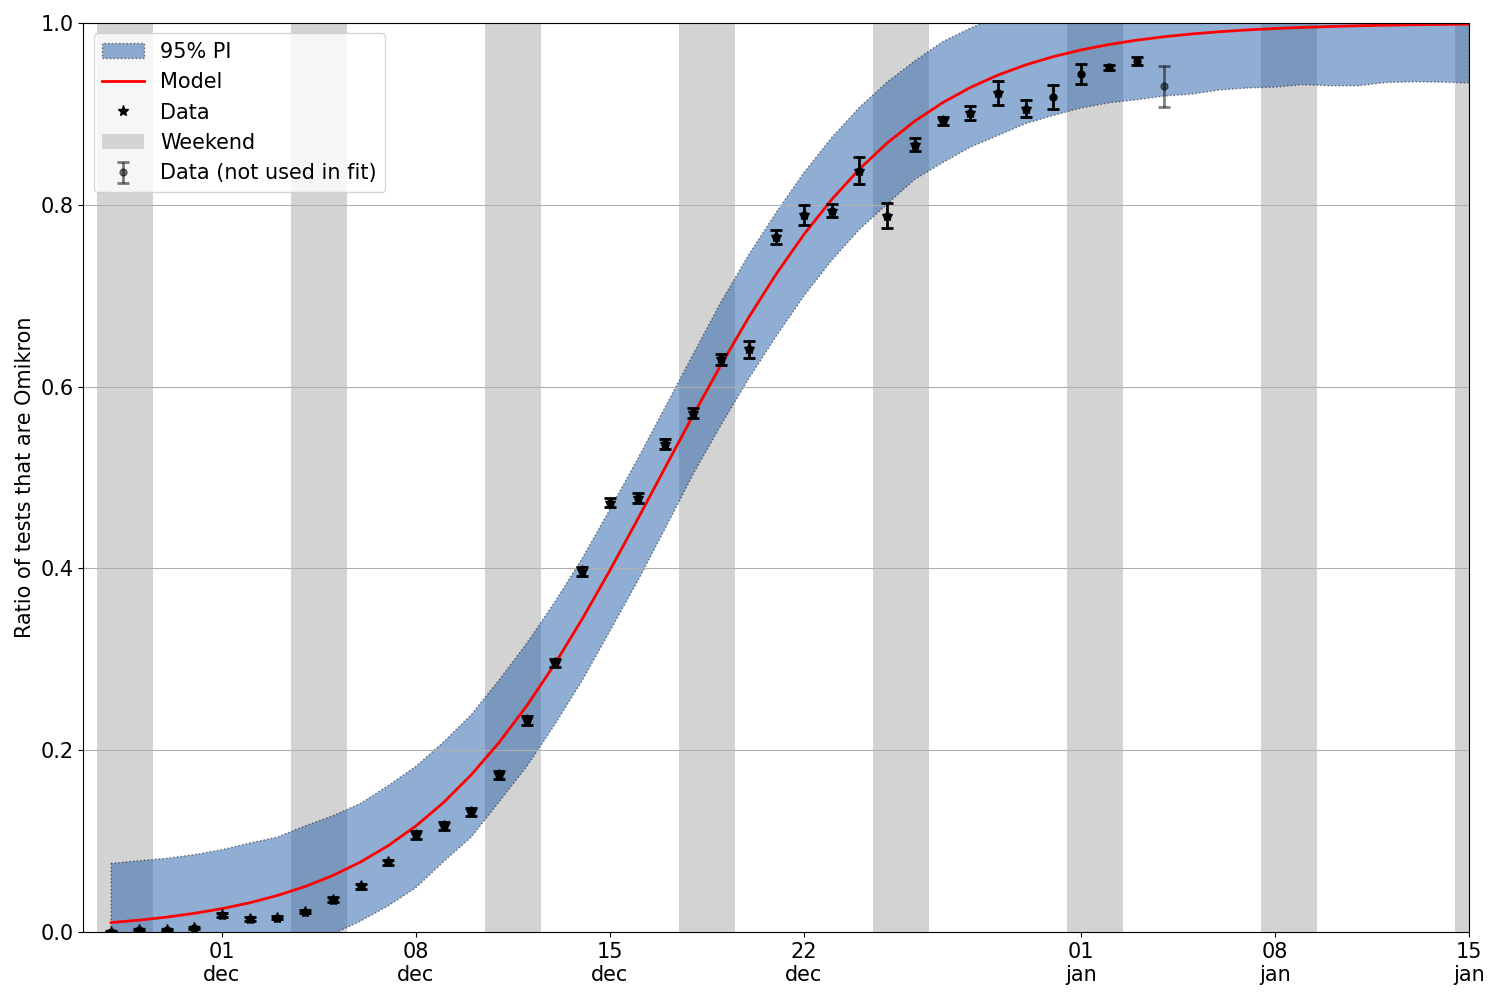 1.0
0.8
0.6
0.4
0.2
0.0
Ratio of tests that are Omikron
95% PI
Model
Data
Weekend
Data (not used in fit)
01 08 15 22 01 08 15
dec dec dec dec jan jan jan